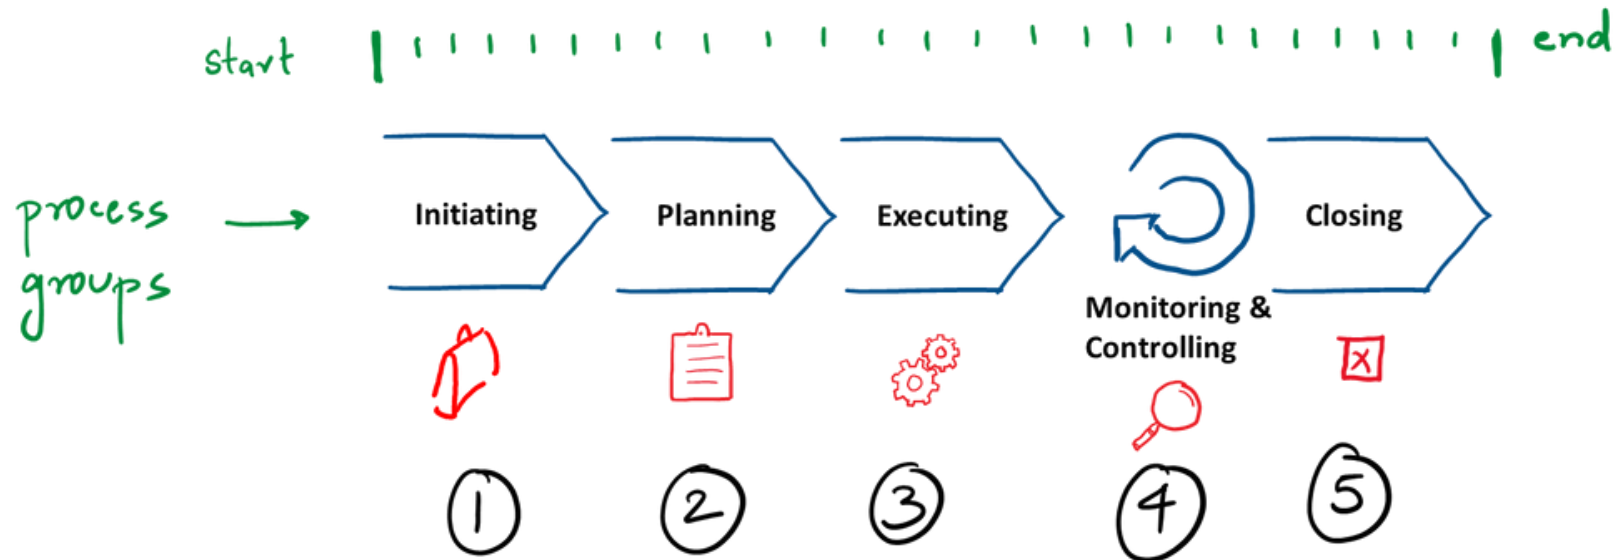 start end
process
groups
Initiating Planning Executing Closing
Monitoring &
Controlling
x
1 2 3 4 5